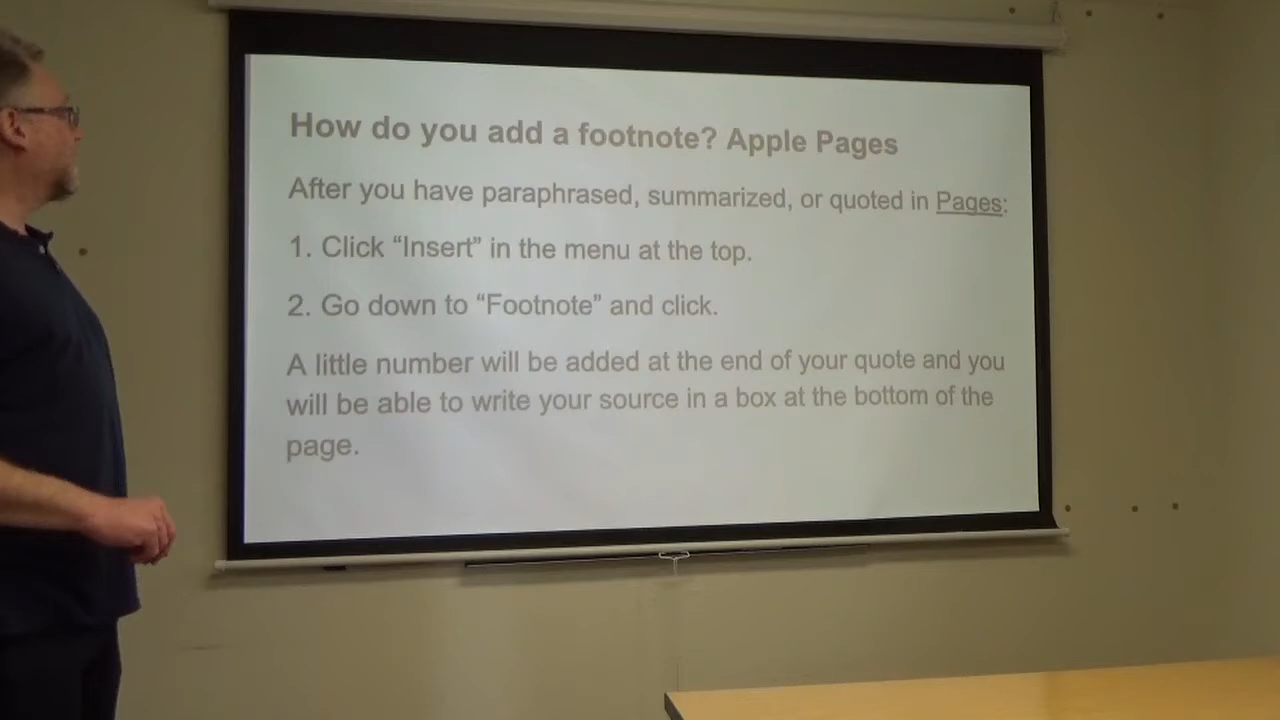 How do you add a footnote? Apple Pages
After you have paraphrased, summarized, or quoted in Pages:
1. Click “Insert” in the menu at the top.
2. Go down to “Footnote” and click.
A little number will be added at the end of your quote and you
will be able to write your source in a box at the bottom of the
page.